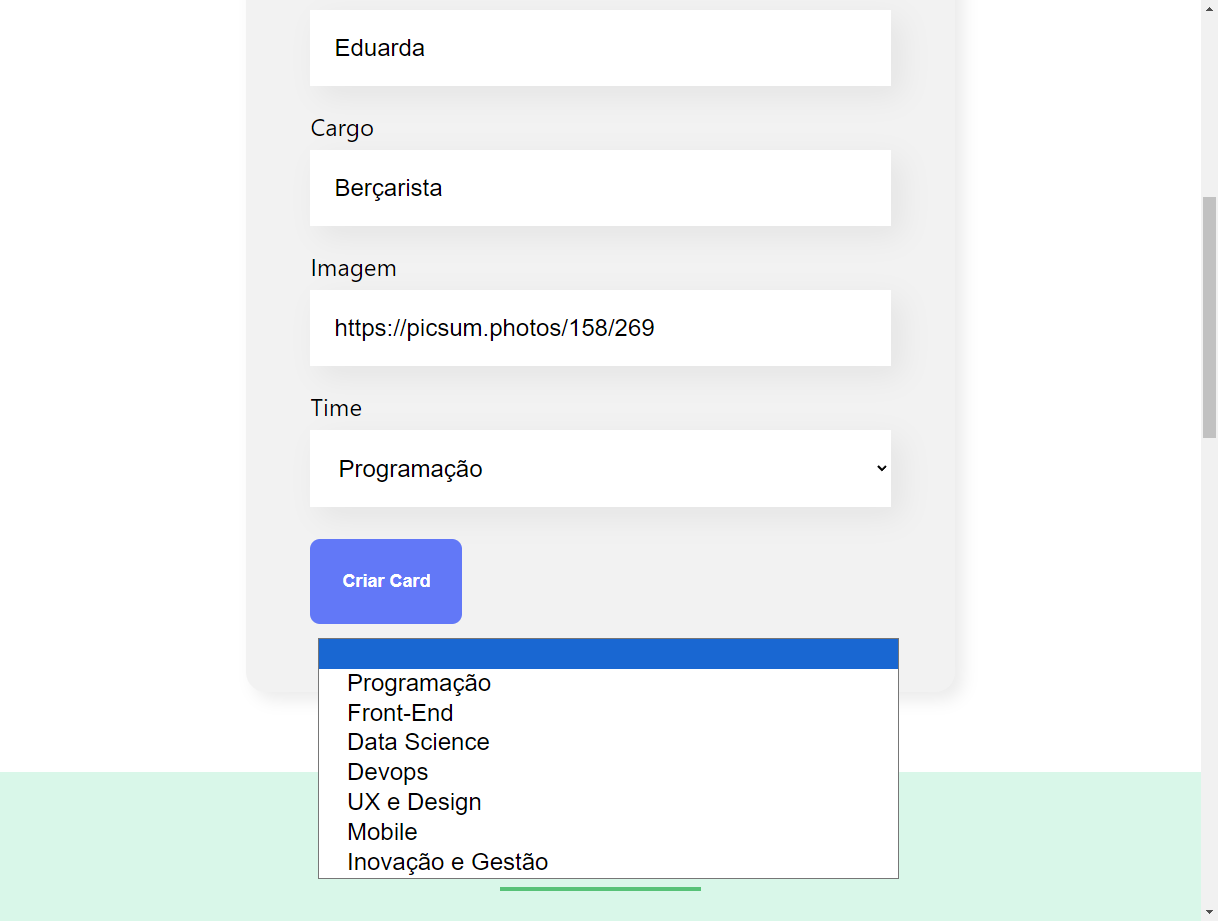 Eduarda
Cargo
Berçarista
Imagem
https://picsum.photos/158/269
Time
Programação
Criar Card
Programação
Front-End
Data Science
Devops
UX e Design
Mobile
Inovação e Gestão